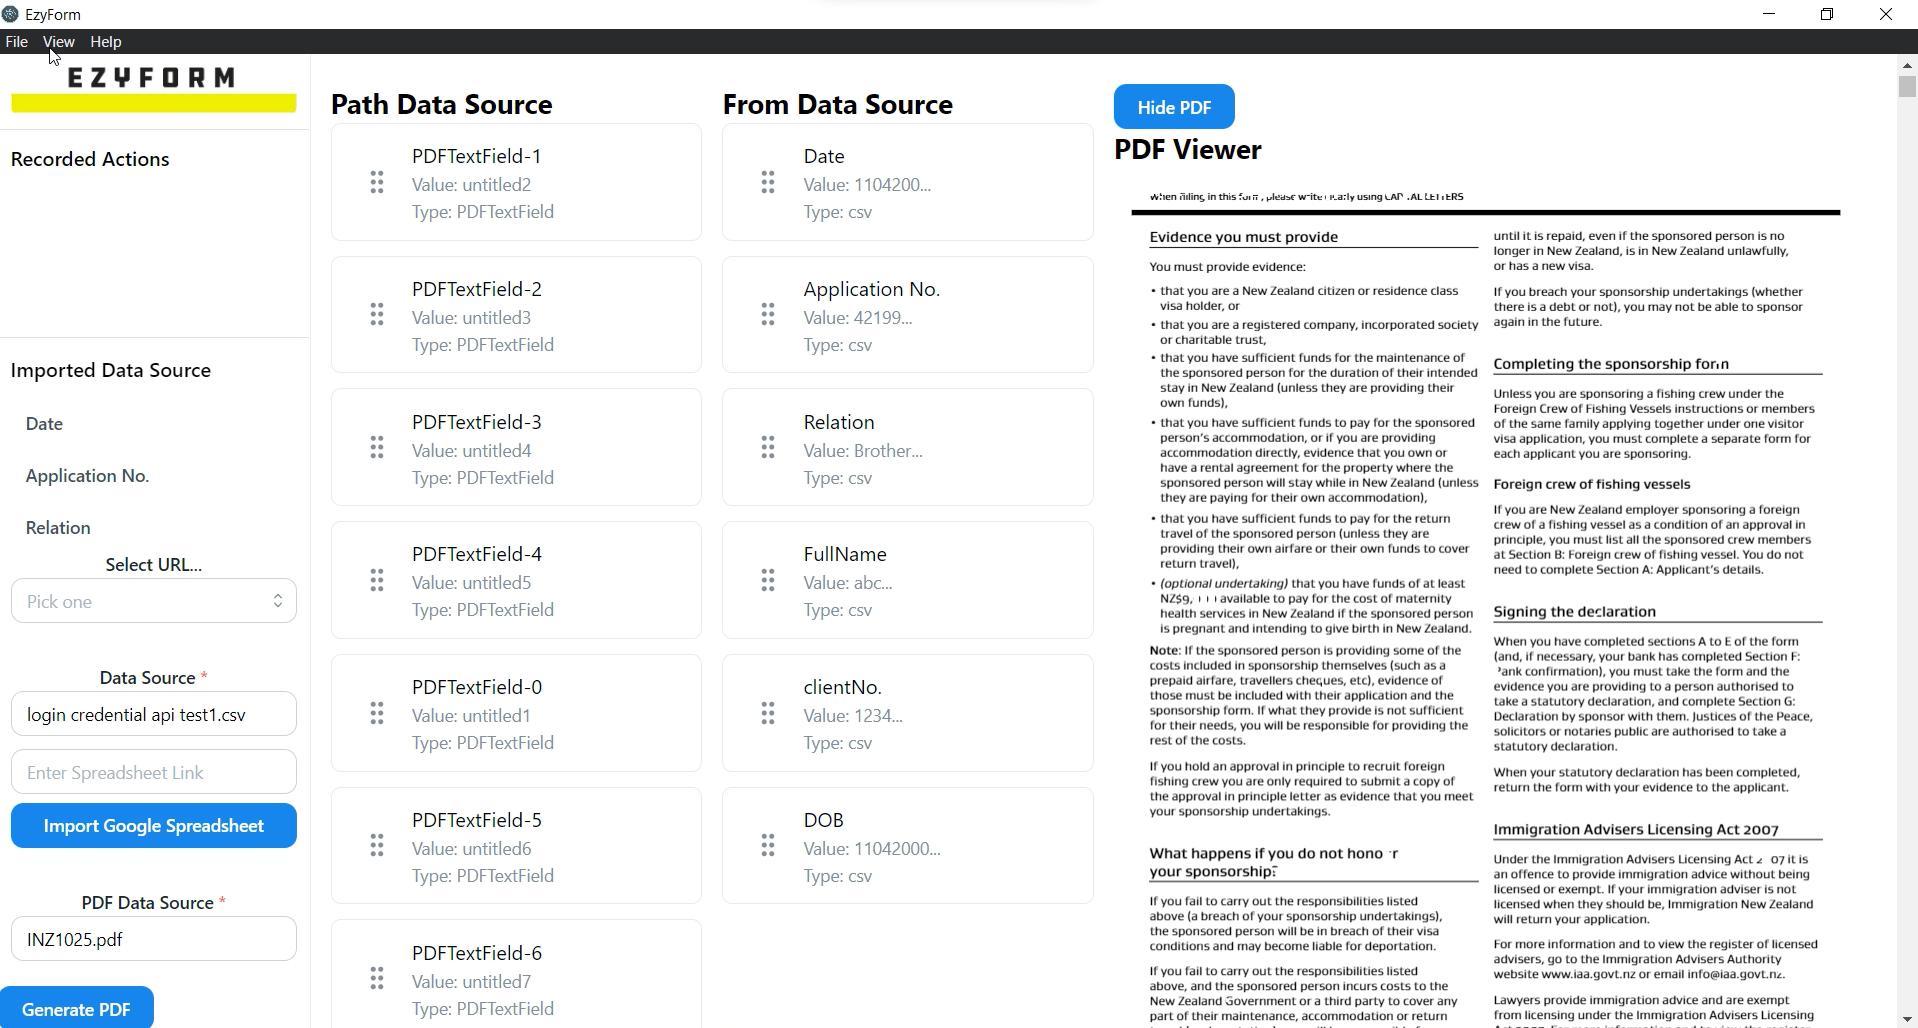 EzyForm
File View Help
EZYFORM
Recorded Actions
Imported Data Source
Date
Application No.
Relation
Select URL...
Pick one
Data Source *
login credential api test1.csv
Enter Spreadsheet Link
Import Google Spreadsheet
PDF Data Source *
INZ1025.pdf
Generate PDF
Path Data Source
PDFTextField-1
Value: untitled2
Type: PDFTextField
PDFTextField-2
Value: untitled3
Type: PDFTextField
PDFTextField-3
Value: untitled4
Type: PDFTextField
PDFTextField-4
Value: untitled5
Type: PDFTextField
PDFTextField-0
Value: untitled1
Type: PDFTextField
PDFTextField-5
Value: untitled6
Type: PDFTextField
PDFTextField-6
Value: untitled7
Type: PDFTextField
From Data Source
Date
Value: 1104200...
Type: csv
Application No.
Value: 42199...
Type: csv
Relation
Value: Brother...
Type: csv
FullName
Value: abc...
Type: csv
clientNo.
Value: 1234...
Type: csv
DOB
Value: 11042000...
Type: csv
Hide PDF
PDF Viewer
When filling in this form, please write clearly using CAPITAL LETTERS
Evidence you must provide
You must provide evidence:
• that you are a New Zealand citizen or residence class
visa holder, or
• that you are a registered company, incorporated society
or charitable trust,
• that you have sufficient funds for the maintenance of
the sponsored person for the duration of their intended
stay in New Zealand (unless they are providing their
own funds),
• that you have sufficient funds to pay for the sponsored
person's accommodation, or if you are providing
accommodation directly, evidence that you own or
have a rental agreement for the property where the
sponsored person will stay while in New Zealand (unless
they are paying for their own accommodation),
• that you have sufficient funds to pay for the return
travel of the sponsored person (unless they are
providing their own airfare or their own funds to cover
return travel),
• (optional undertaking) that you have funds of at least
NZ$9, available to pay for the cost of maternity
health services in New Zealand if the sponsored person
is pregnant and intending to give birth in New Zealand.
Note: If the sponsored person is providing some of the
costs included in sponsorship themselves (such as a
prepaid airfare, travellers cheques, etc), evidence of
those must be included with their application and the
sponsorship form. If what they provide is not sufficient
for their needs, you will be responsible for providing the
rest of the costs.
If you hold an approval in principle to recruit foreign
fishing crew you are only required to submit a copy of
the approval in principle letter as evidence that you meet
your sponsorship undertakings.
What happens if you do not honour
your sponsorship?
If you fail to carry out the responsibilities listed
above (a breach of your sponsorship undertakings),
the sponsored person will be in breach of their visa
conditions and may become liable for deportation.
If you fail to carry out the responsibilities listed
above, and the sponsored person incurs costs to the
New Zealand Government or a third party to cover any
part of their maintenance, accommodation or return
until it is repaid, even if the sponsored person is no
longer in New Zealand, is in New Zealand unlawfully,
or has a new visa.
If you breach your sponsorship undertakings (whether
there is a debt or not), you may not be able to sponsor
again in the future.
Completing the sponsorship form
Unless you are sponsoring a fishing crew under the
Foreign Crew of Fishing Vessels instructions or members
of the same family applying together under one visitor
visa application, you must complete a separate form for
each applicant you are sponsoring.
Foreign crew of fishing vessels
If you are New Zealand employer sponsoring a foreign
crew of a fishing vessel as a condition of an approval in
principle, you must list all the sponsored crew members
at Section B: Foreign crew of fishing vessel. You do not
need to complete Section A: Applicant's details.
Signing the declaration
When you have completed sections A to E of the form
(and, if necessary, your bank has completed Section F:
Bank confirmation), you must take the form and the
evidence you are providing to a person authorised to
take a statutory declaration, and complete Section G:
Declaration by sponsor with them. Justices of the Peace,
solicitors or notaries public are authorised to take a
statutory declaration.
When your statutory declaration has been completed,
return the form with your evidence to the applicant.
Immigration Advisers Licensing Act 2007
Under the Immigration Advisers Licensing Act 2007 it is
an offence to provide immigration advice without being
licensed or exempt. If your immigration adviser is not
licensed when they should be, Immigration New Zealand
will return your application.
For more information and to view the register of licensed
advisers, go to the Immigration Advisers Authority
website www.iaa.govt.nz or email info@iaa.govt.nz.
Lawyers provide immigration advice and are exempt
from licensing under the Immigration Advisers Licensing